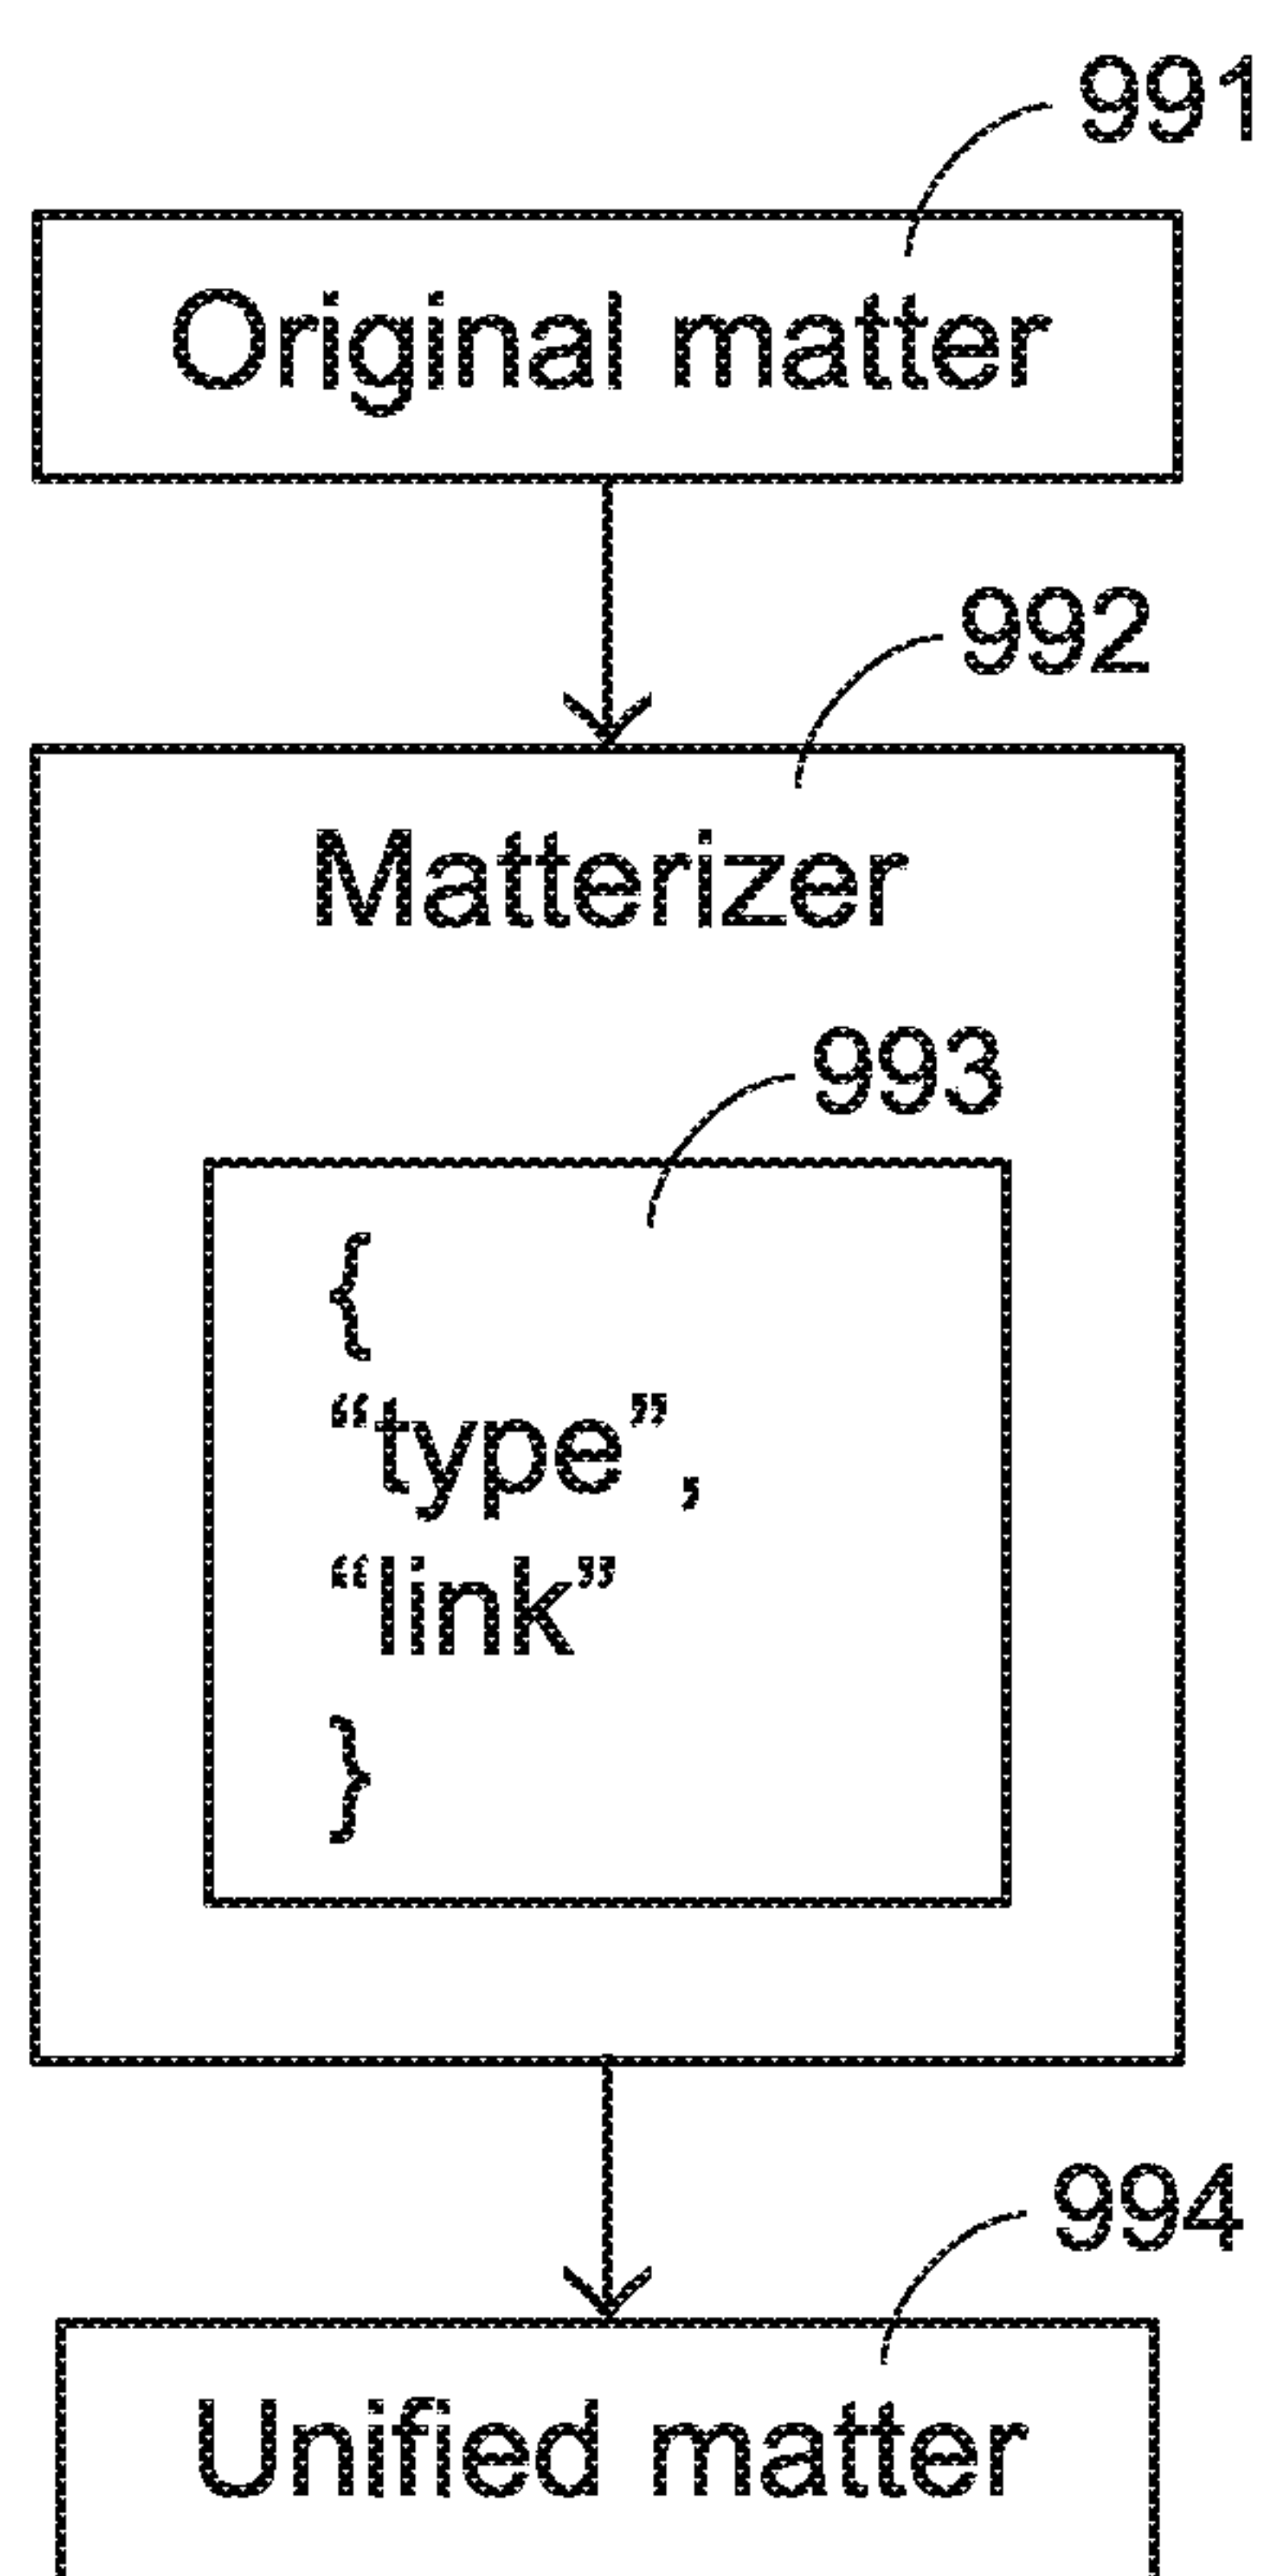 991
Original matter
992
Matterizer
993
{
“type”,
“link”
}
994
Unified matter